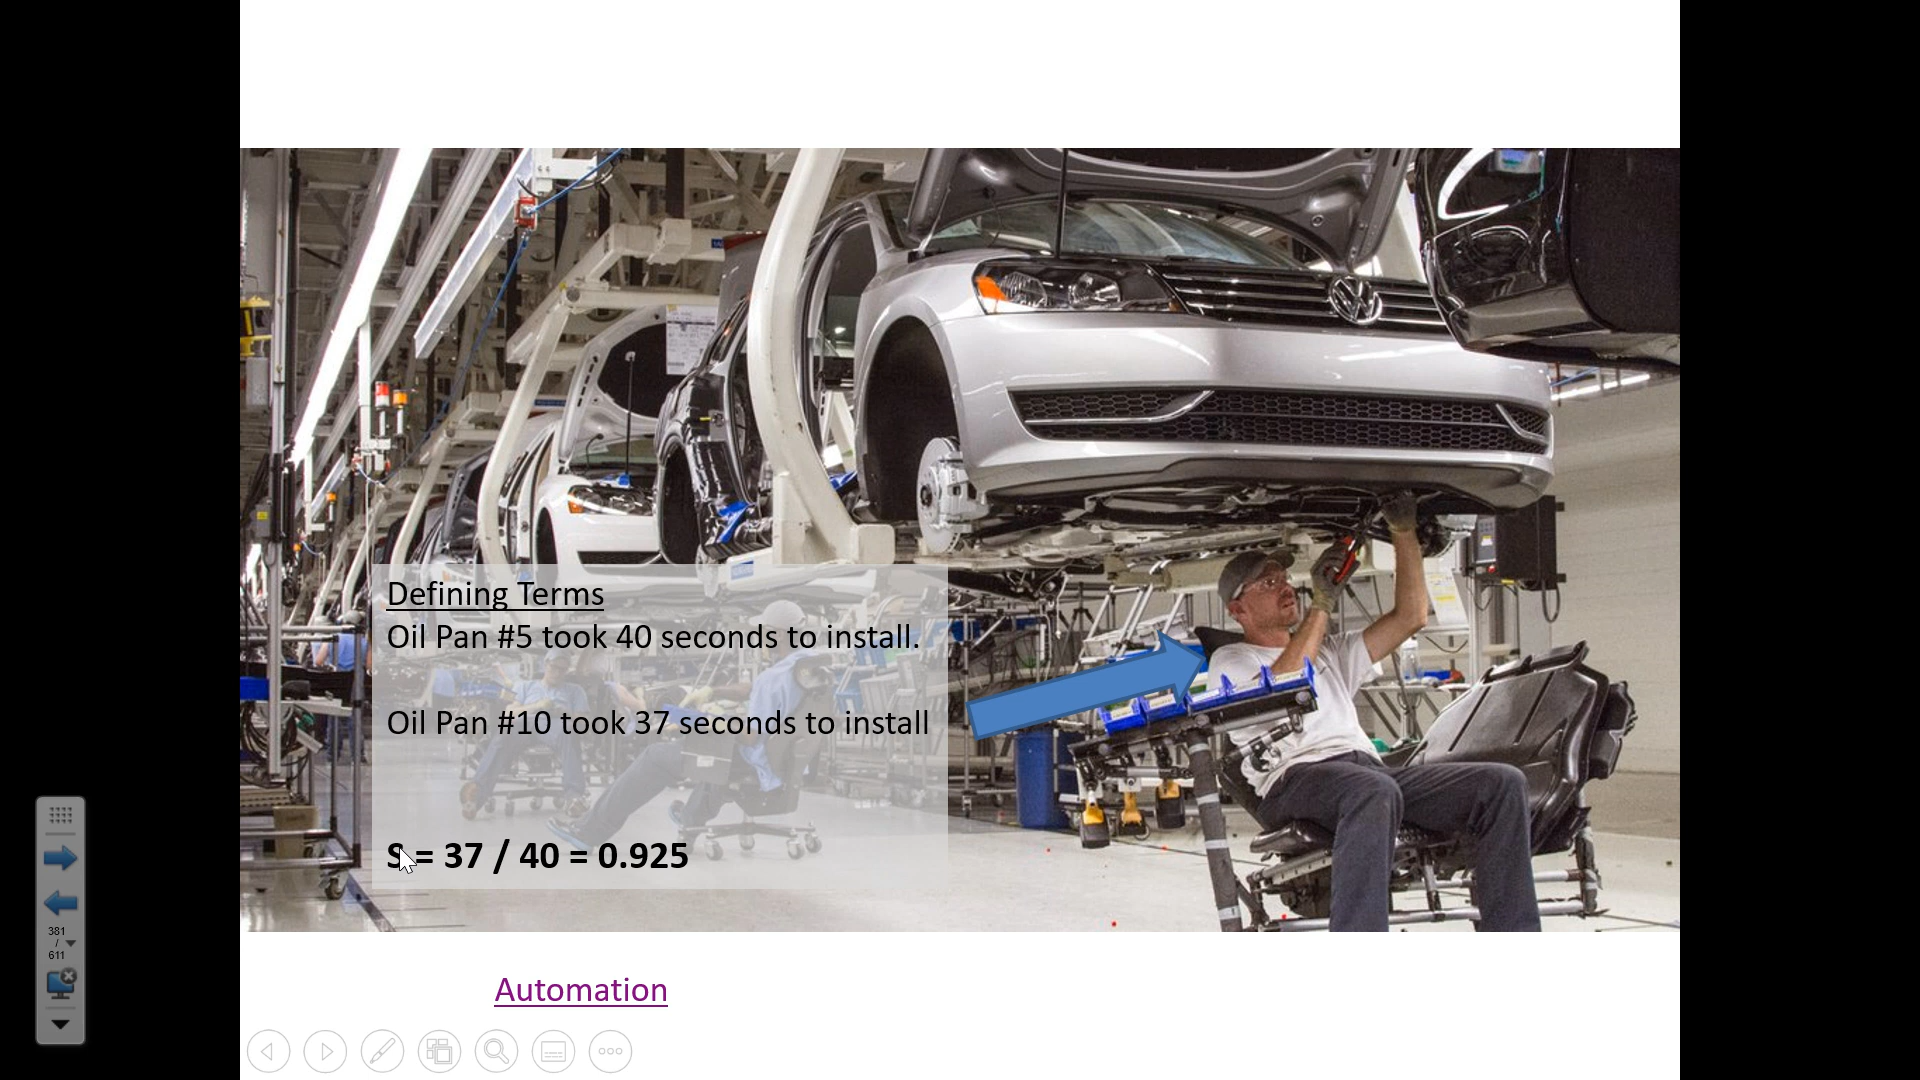 Defining Terms
Oil Pan #5 took 40 seconds to install.
Oil Pan #10 took 37 seconds to install
S = 37 / 40 = 0.925
Automation
381
/
611